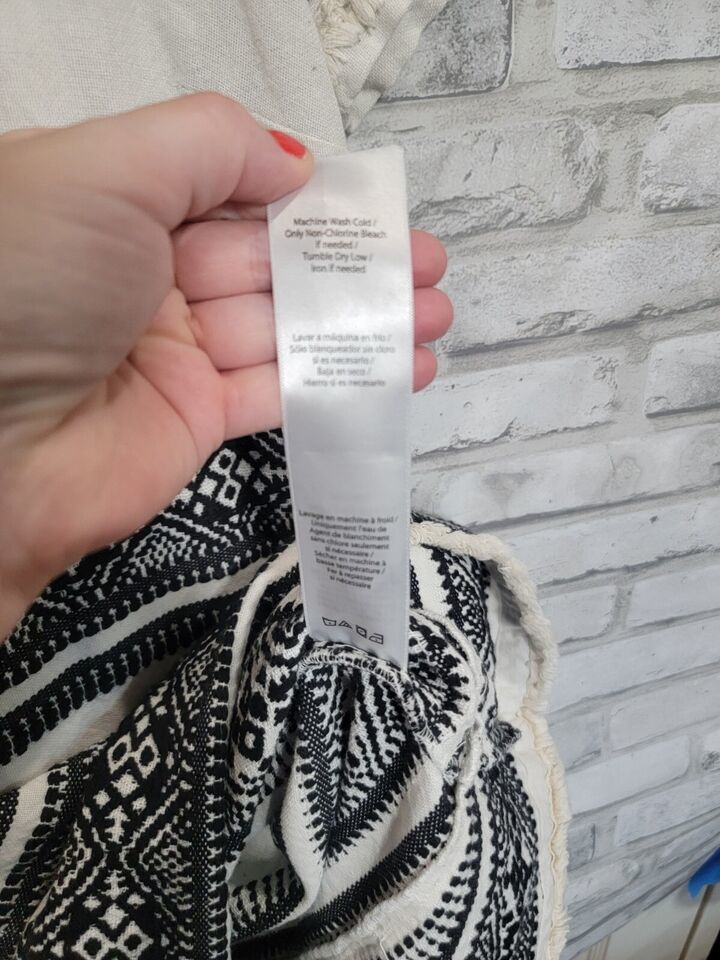 Machine Wash Cold /
Only Non-Chlorine Bleach
if needed /
Tumble Dry Low /
Iron if needed
Lavar a máquina en frío /
Sólo blanqueador sin cloro
si es necesario /
Baja en seco /
Hierro si es necesario
Lavage en machine à froid /
Uniquement l'eau de
Agent de blanchiment
sans chlore seulement
si nécessaire /
Sécher en machine à
basse température /
Fer à repasser
si nécessaire